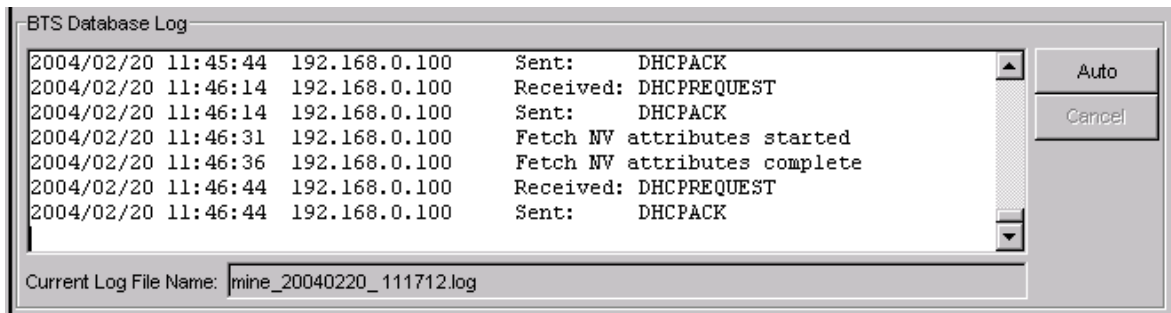 BTS Database Log
2004/02/20 11:45:44 192.168.0.100 Sent: DHCPACK
2004/02/20 11:46:14 192.168.0.100 Received: DHCPREQUEST
2004/02/20 11:46:14 192.168.0.100 Sent: DHCPACK
2004/02/20 11:46:31 192.168.0.100 Fetch NV attributes started
2004/02/20 11:46:36 192.168.0.100 Fetch NV attributes complete
2004/02/20 11:46:44 192.168.0.100 Received: DHCPREQUEST
2004/02/20 11:46:44 192.168.0.100 Sent: DHCPACK
Auto
Cancel
Current Log File Name: mine_20040220_ 111712.log